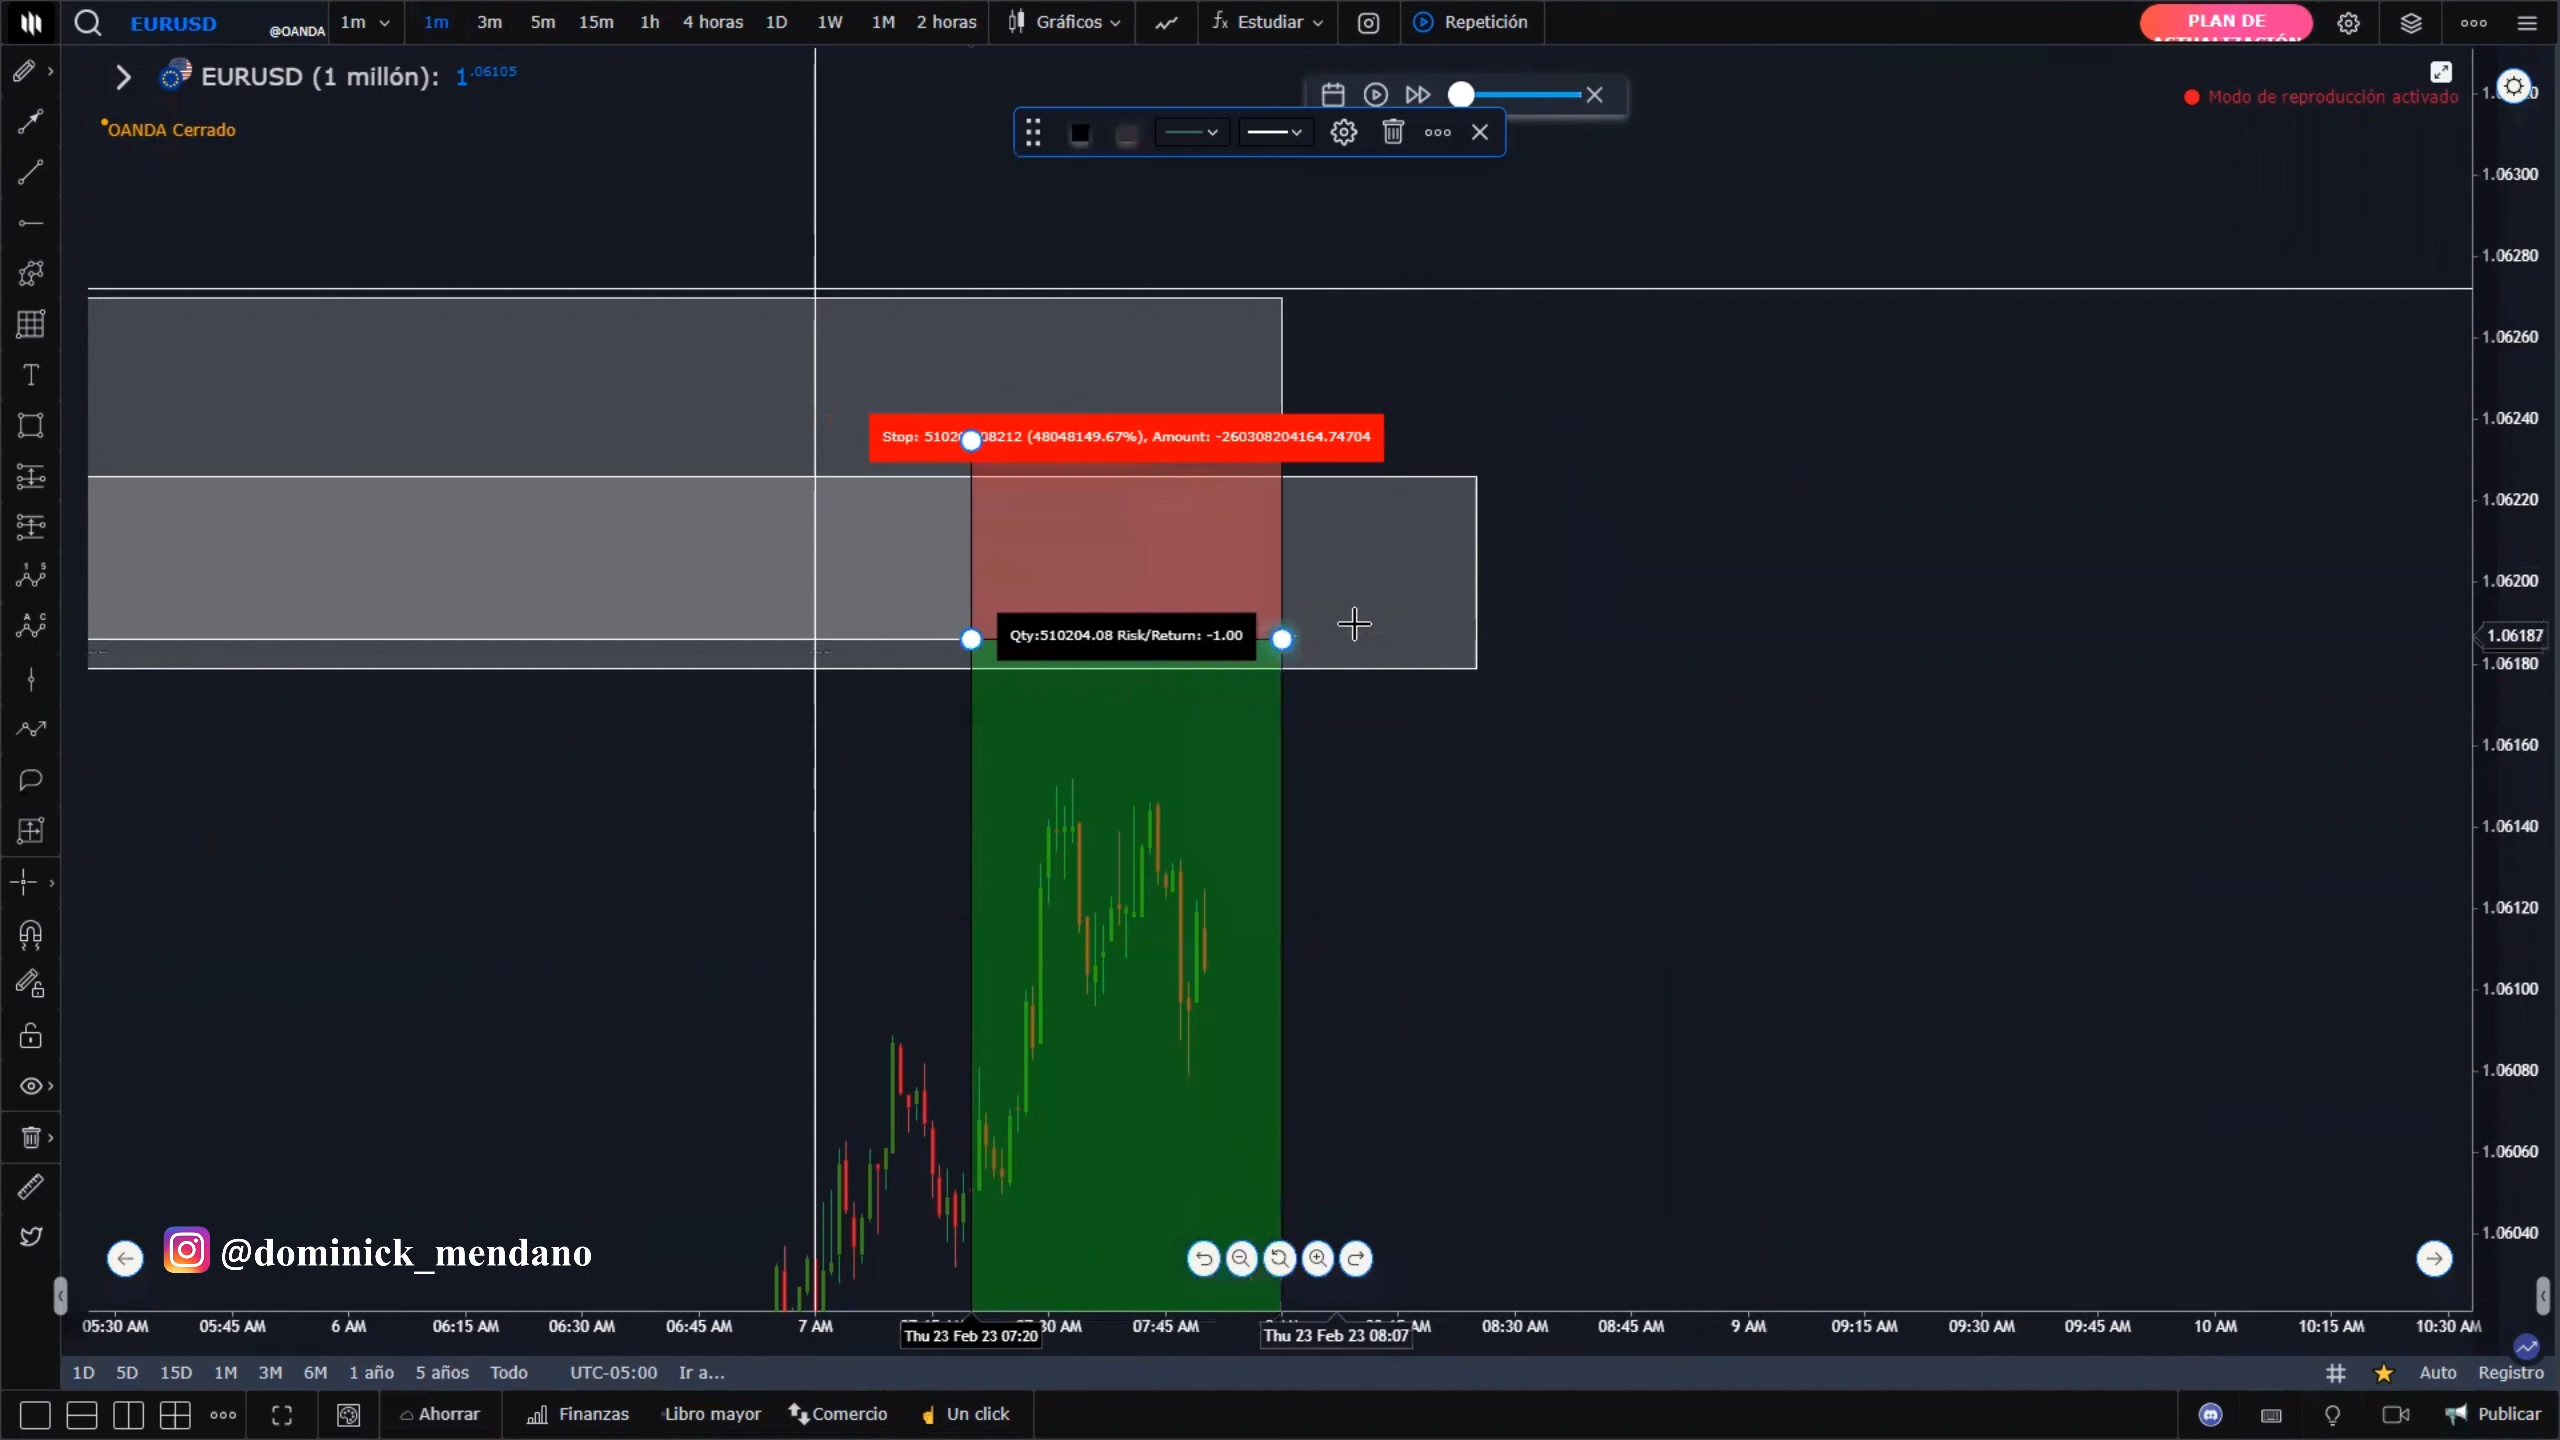 EURUSD
@OANDA
1m
1m 3m 5m 15m 1h 4 horas 1D 1W 1M 2 horas
Gráficos
fx Estudiar
Repetición
PLAN DE
EURUSD (1 millón): 1.06105
OANDA Cerrado
Modo de reproducción activado
1.06300
1.06280
1.06260
1.06240
1.06220
1.06200
1.06187
1.06180
1.06160
1.06140
1.06120
1.06100
1.06080
1.06060
1.06040
(48048149.67%), Amount: -260308204164.74704
Qty:510204.08 Risk/Return: -1.00
@dominick_mendano
05:30 AM 05:45 AM 6 AM 06:15 AM 06:30 AM 06:45 AM 7 AM 07:45 AM 08:30 AM 08:45 AM 9 AM 09:15 AM 09:30 AM 09:45 AM 10 AM 10:15 AM 10:30 AM
Thu 23 Feb 23 07:20
Thu 23 Feb 23 08:07
1D 5D 15D 1M 3M 6M 1 año 5 años Todo UTC-05:00 Ir a...
Auto Registro
Ahorrar
Finanzas
Libro mayor
Comercio
Un click
Publicar